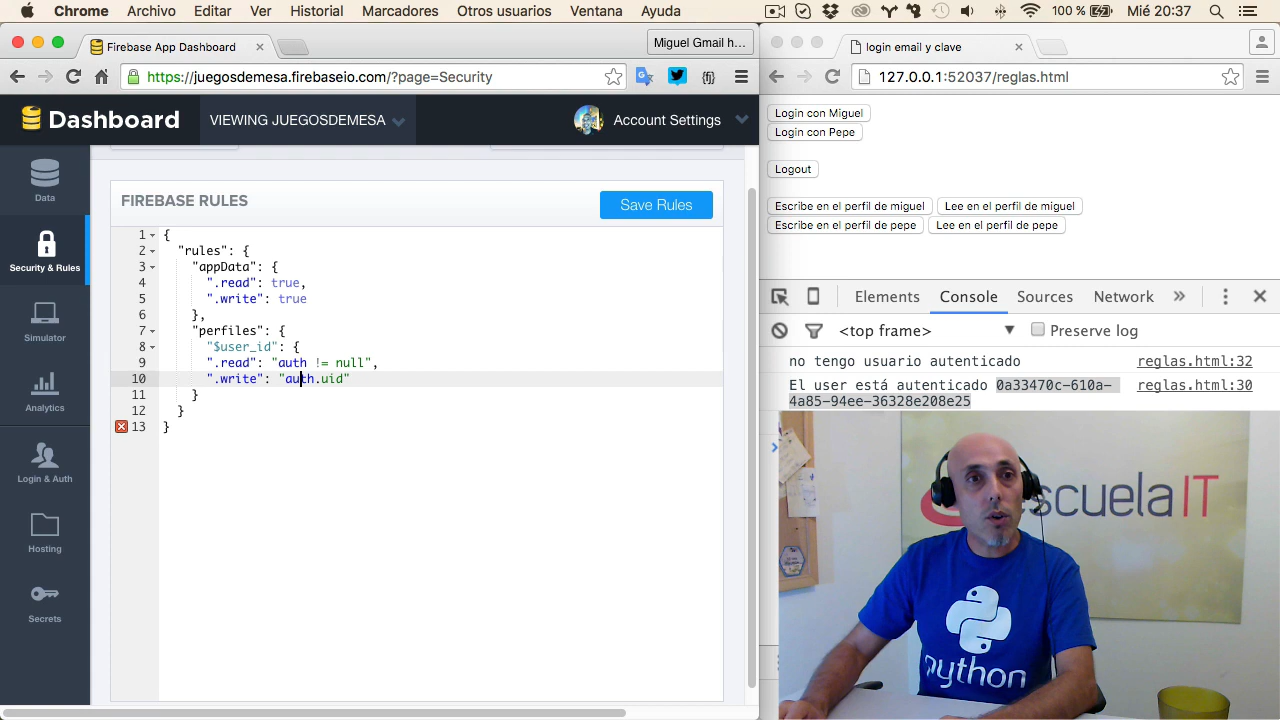 Chrome Archivo Editar Ver Historial Marcadores Otros usuarios Ventana Ayuda 100 % Mié 20:37
Firebase App Dashboard
Miguel Gmail h...
https://juegosdemesa.firebaseio.com/?page=Security
Dashboard
VIEWING JUEGOSDEMESA
Account Settings
Data
Security & Rules
Simulator
Analytics
Login & Auth
Hosting
Secrets
FIREBASE RULES
Save Rules
1 {
2 "rules": {
3 "appData": {
4 ".read": true,
5 ".write": true
6 },
7 "perfiles": {
8 "$user_id": {
9 ".read": "auth != null",
10 ".write": "auth.uid"
11 }
12 }
13 }
login email y clave
127.0.0.1:52037/reglas.html
Login con Miguel
Login con Pepe
Logout
Escribe en el perfil de miguel Lee en el perfil de miguel
Escribe en el perfil de pepe Lee en el perfil de pepe
Elements Console Sources Network
<top frame> Preserve log
no tengo usuario autenticado reglas.html:32
El user está autenticado 0a33470c-610a- reglas.html:30
4a85-94ee-36328e208e25
escuelaIT
python